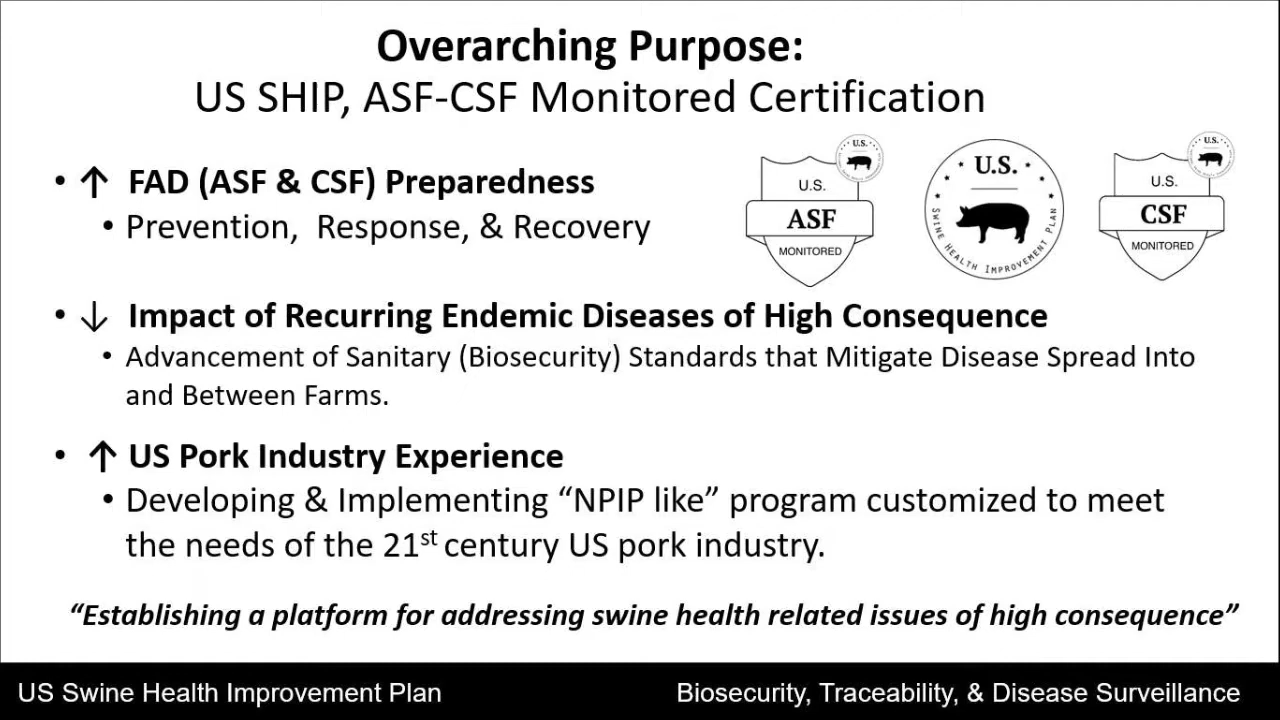 Overarching Purpose:
US SHIP, ASF-CSF Monitored Certification
• ↑ FAD (ASF & CSF) Preparedness
• Prevention, Response, & Recovery
U.S.
U.S.
ASF
MONITORED
U.S.
SWINE HEALTH IMPROVEMENT PLAN
U.S.
U.S.
CSF
MONITORED
• ↓ Impact of Recurring Endemic Diseases of High Consequence
• Advancement of Sanitary (Biosecurity) Standards that Mitigate Disease Spread Into
and Between Farms.
• ↑ US Pork Industry Experience
• Developing & Implementing “NPIP like” program customized to meet
the needs of the 21st century US pork industry.
“Establishing a platform for addressing swine health related issues of high consequence”
US Swine Health Improvement Plan
Biosecurity, Traceability, & Disease Surveillance